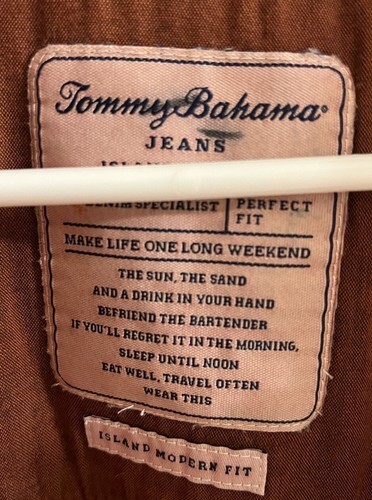 Tommy Bahama®
JEANS
ISLAND
DENIM SPECIALIST
PERFECT
FIT
MAKE LIFE ONE LONG WEEKEND
THE SUN, THE SAND
AND A DRINK IN YOUR HAND
BEFRIEND THE BARTENDER
IF YOU'LL REGRET IT IN THE MORNING,
SLEEP UNTIL NOON
EAT WELL, TRAVEL OFTEN
WEAR THIS
ISLAND MODERN FIT